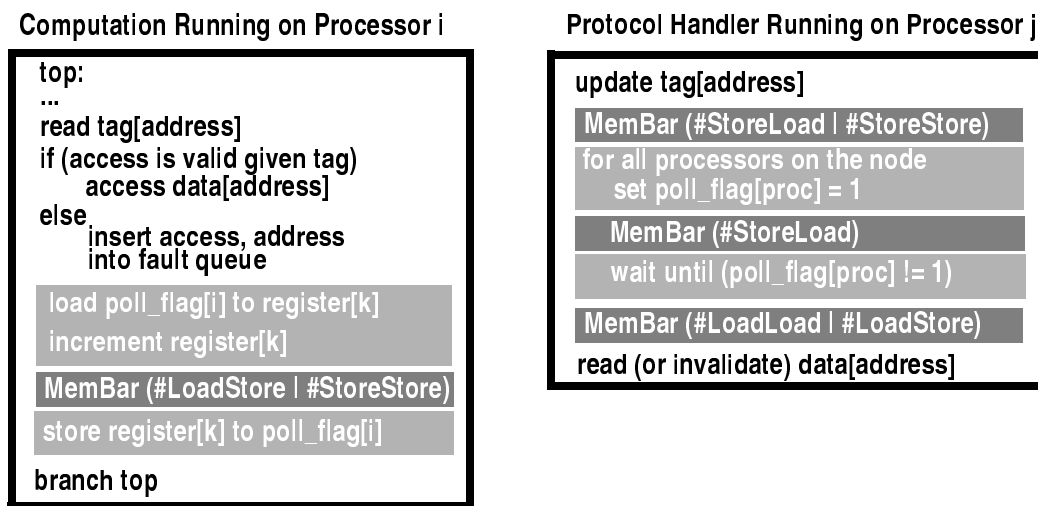 Computation Running on Processor i
top:
...
read tag[address]
if (access is valid given tag)
access data[address]
else
insert access, address
into fault queue
load poll_flag[i] to register[k]
increment register[k]
MemBar (#LoadStore | #StoreStore)
store register[k] to poll_flag[i]
branch top
Protocol Handler Running on Processor j
update tag[address]
MemBar (#StoreLoad | #StoreStore)
for all processors on the node
set poll_flag[proc] = 1
MemBar (#StoreLoad)
wait until (poll_flag[proc] != 1)
MemBar (#LoadLoad | #LoadStore)
read (or invalidate) data[address]